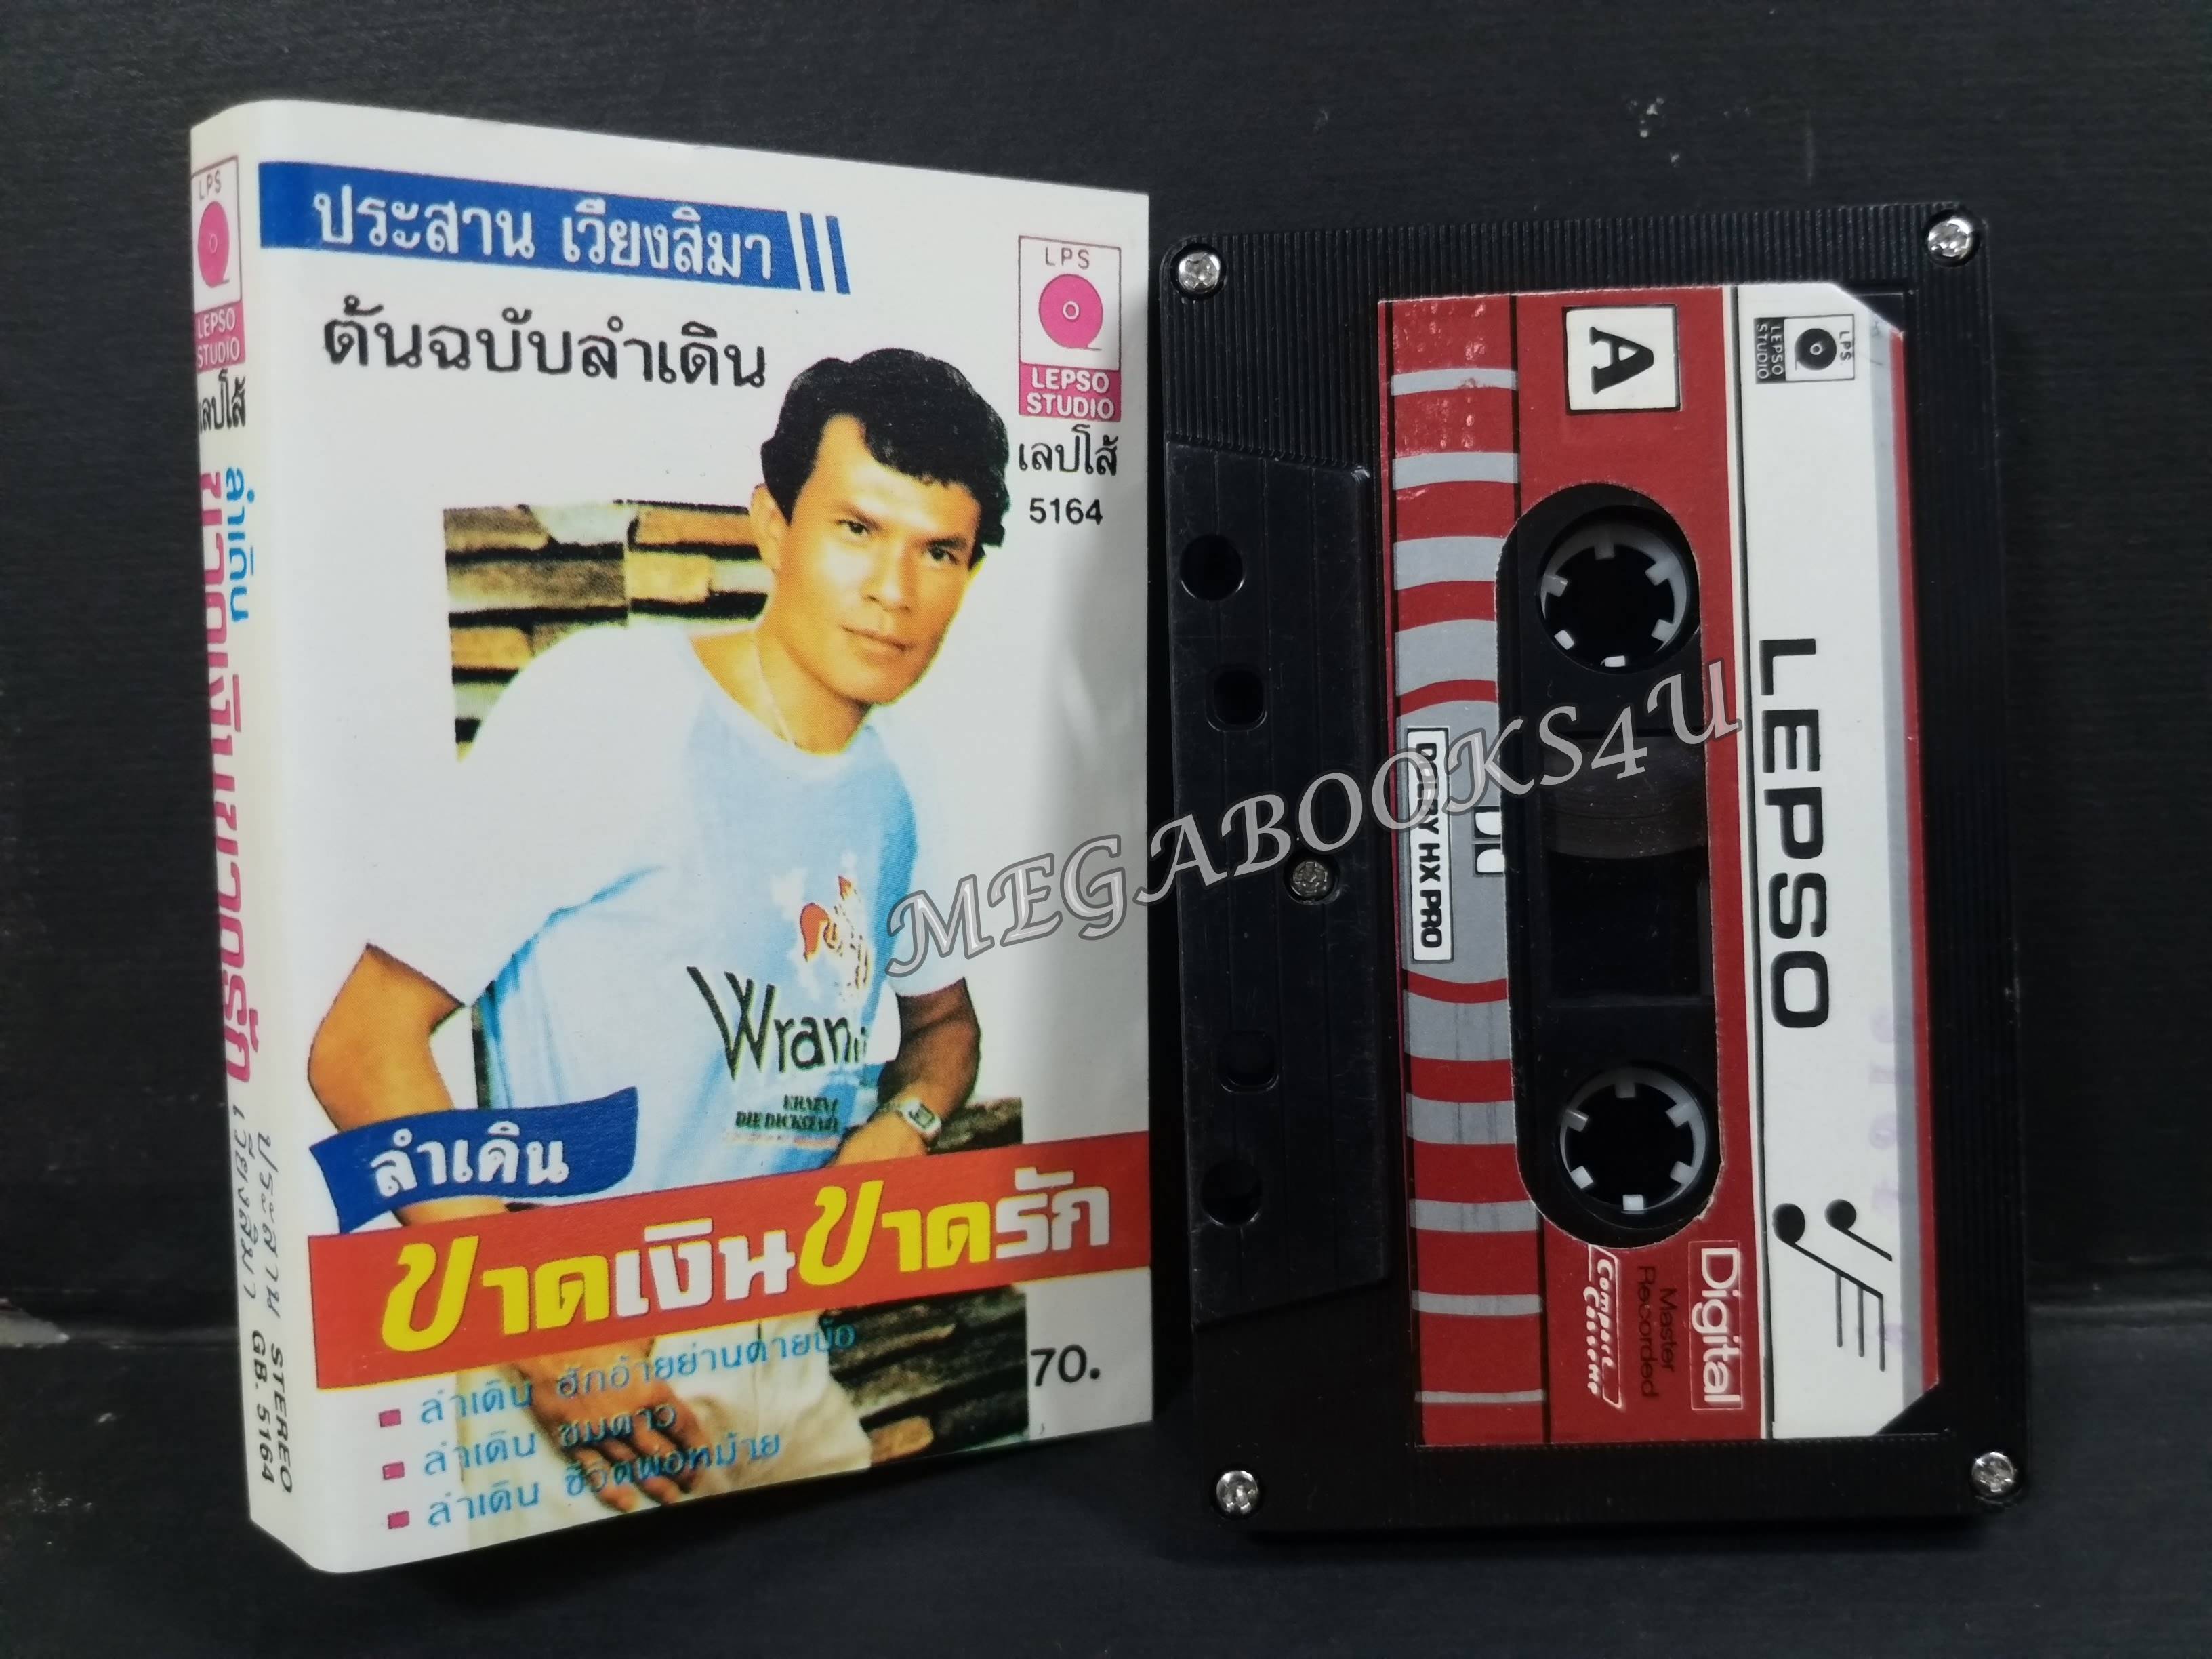 LPS
LEPSO
STUDIO
เลปโส้
ลำเดิน
ขาดเงินขาดรัก
ประสาน
เวียงสิมา
STEREO
GB. 5164
ประสาน เวียงสิมา
ต้นฉบับลำเดิน
LPS
LEPSO
STUDIO
เลปโส้
5164
DIE DICKSTE
ลำเดิน
ขาดเงินขาดรัก
ลำเดิน ฮักอ้ายย่านดายบ้อ
ลำเดิน ชมดาว
ลำเดิน ชีวิตพ่อหม้าย
70.
A
LPS
LEPSO
STUDIO
LEPSO
DOLBY HX PRO
Digital
Master
Recorded
Compact
Cassette
MEGABOOKS4U